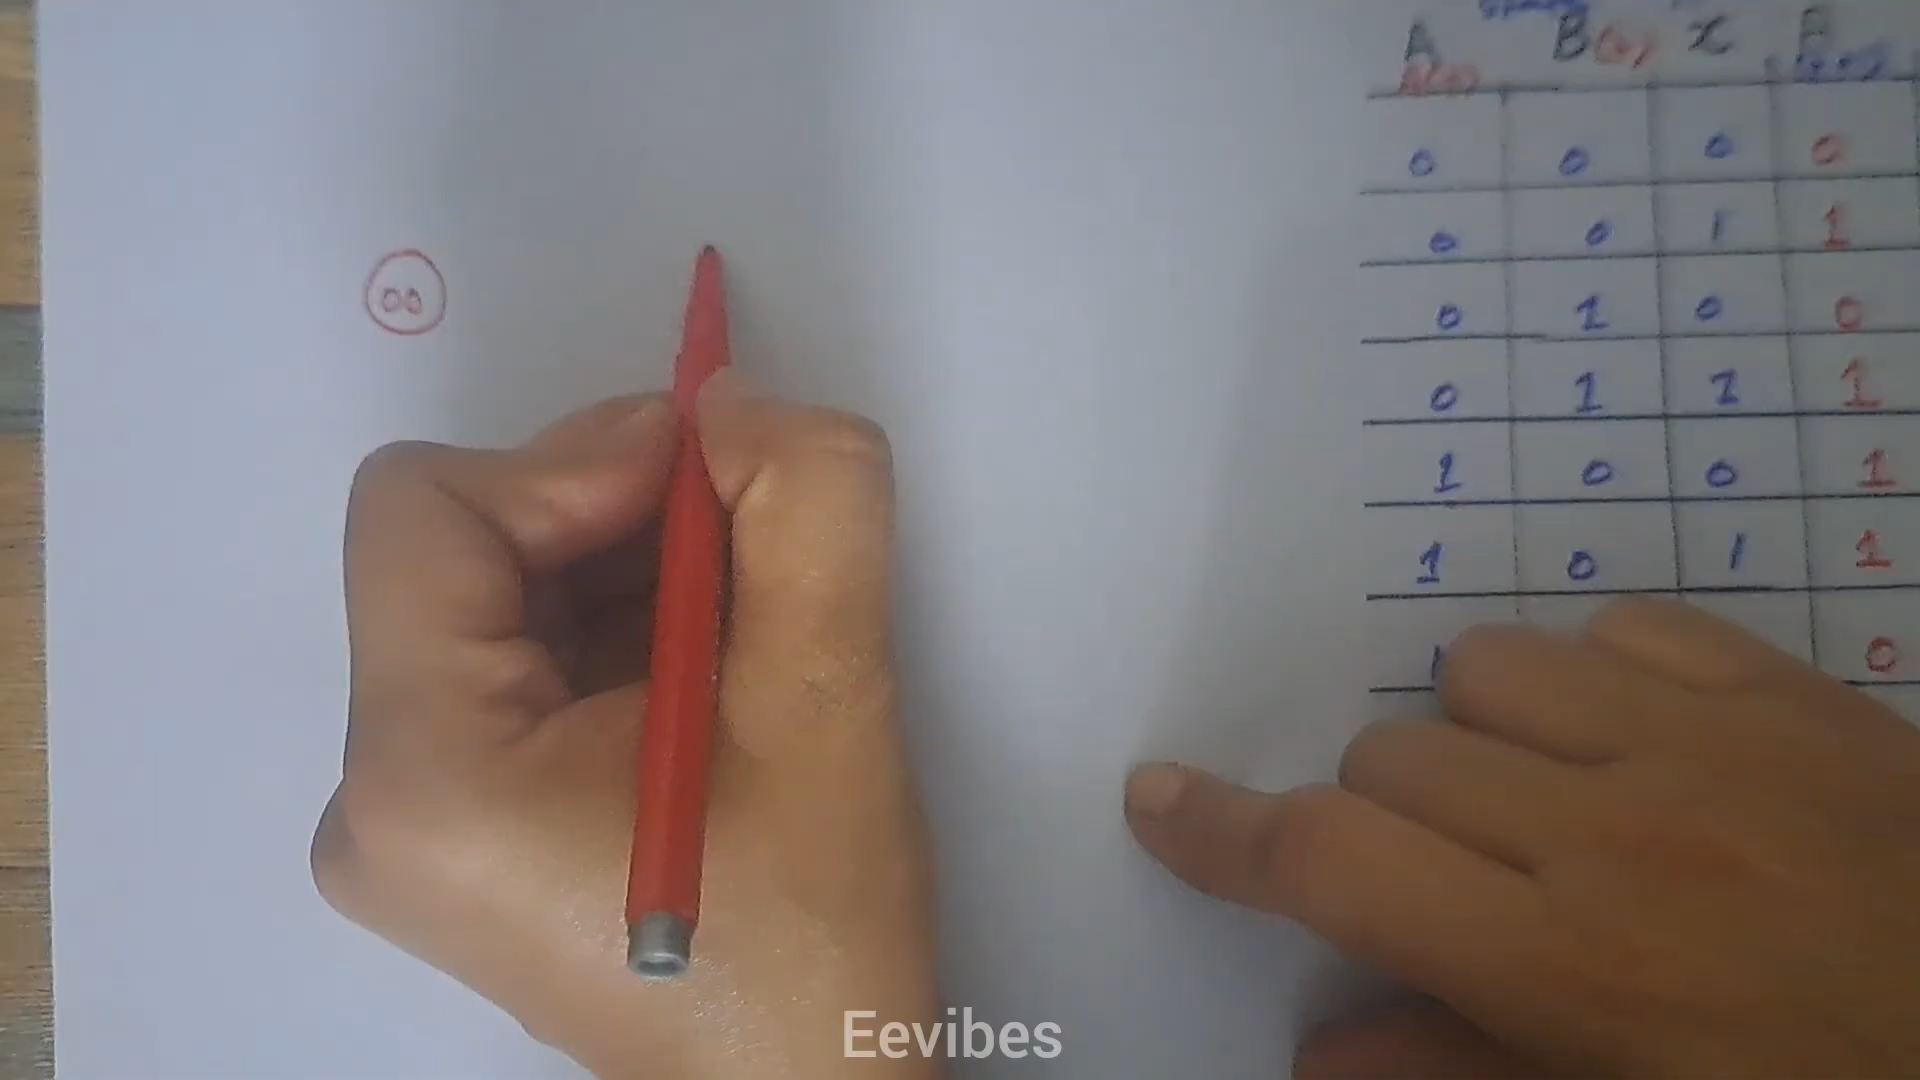 A B(t) x A
A(t)
0 0 0 0
00
0 0 1 1
0 1 0 0
0 1 1 1
1 0 0 1
1 0 1 1
1 0
Eevibes